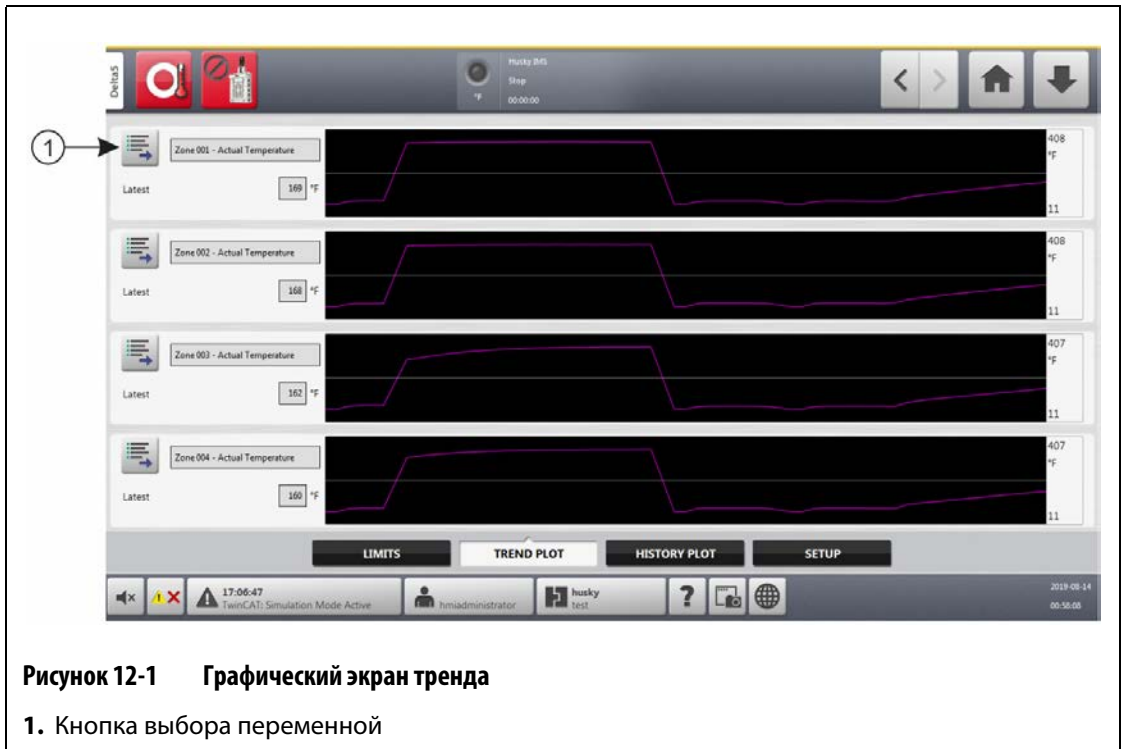 Delta5
Husky IMS
Stop
°F 00:00:00
1
Zone 001 - Actual Temperature
Latest 169 °F
408
°F
11
Zone 002 - Actual Temperature
Latest 168 °F
408
°F
11
Zone 003 - Actual Temperature
Latest 162 °F
407
°F
11
Zone 004 - Actual Temperature
Latest 160 °F
407
°F
11
LIMITS TREND PLOT HISTORY PLOT SETUP
17:06:47
TwinCAT: Simulation Mode Active
hmiadministrator
husky
test
?
2019-08-14
00:58:08
Рисунок 12-1 Графический экран тренда
1. Кнопка выбора переменной